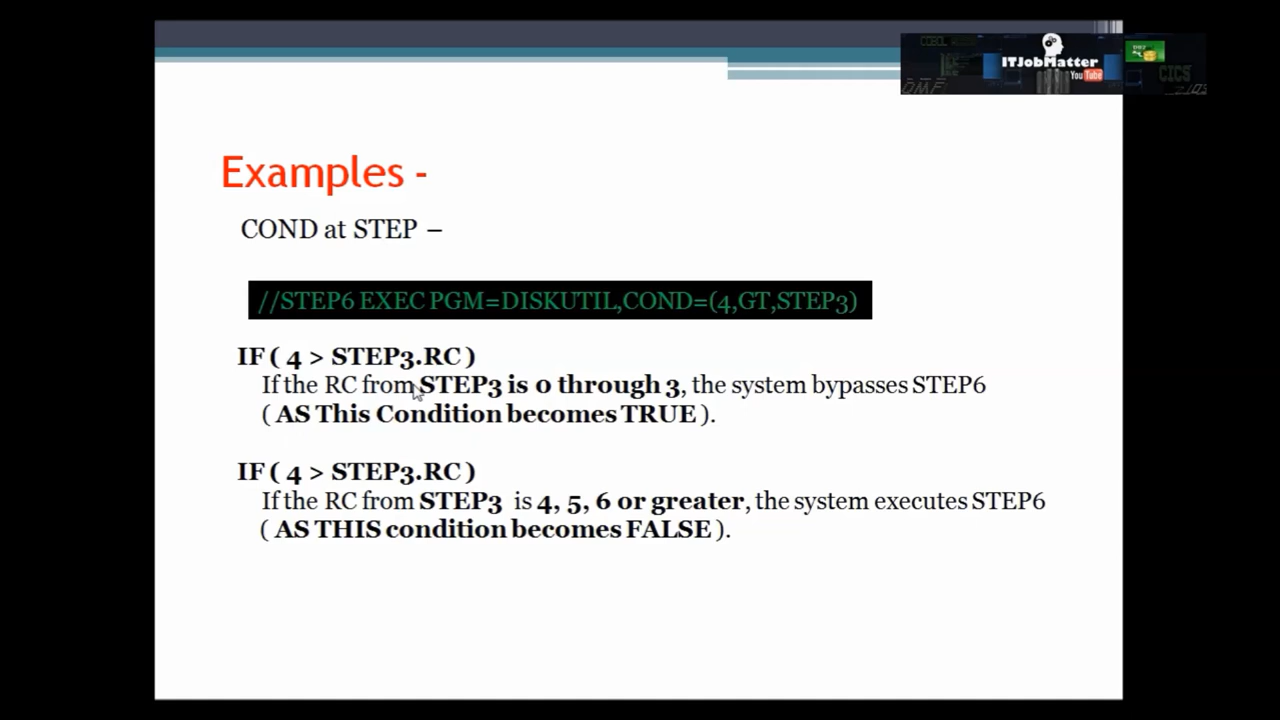 COBOL
ITJobMatter
YouTube
DB2
CICS
Examples -
COND at STEP –
//STEP6 EXEC PGM=DISKUTIL,COND=(4,GT,STEP3)
IF ( 4 > STEP3.RC )
If the RC from STEP3 is 0 through 3, the system bypasses STEP6
( AS This Condition becomes TRUE ).
IF ( 4 > STEP3.RC )
If the RC from STEP3 is 4, 5, 6 or greater, the system executes STEP6
( AS THIS condition becomes FALSE ).